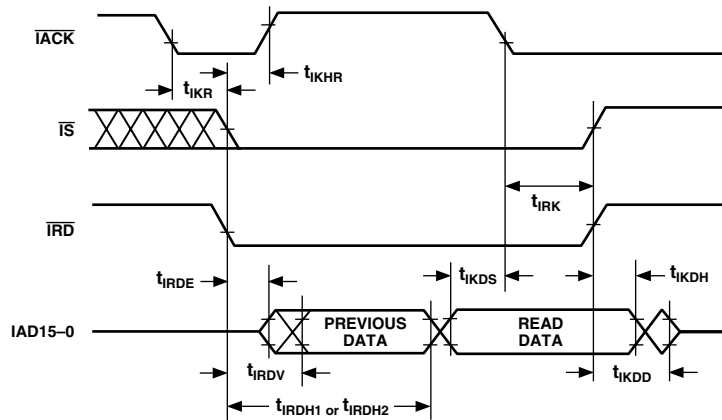 IACK
tIKR
tIKHR
IS
tIRK
IRD
tIRDE
tIKDS
tIKDH
IAD15–0
PREVIOUS
DATA
READ
DATA
tIRDV
tIKDD
tIRDH1 or tIRDH2